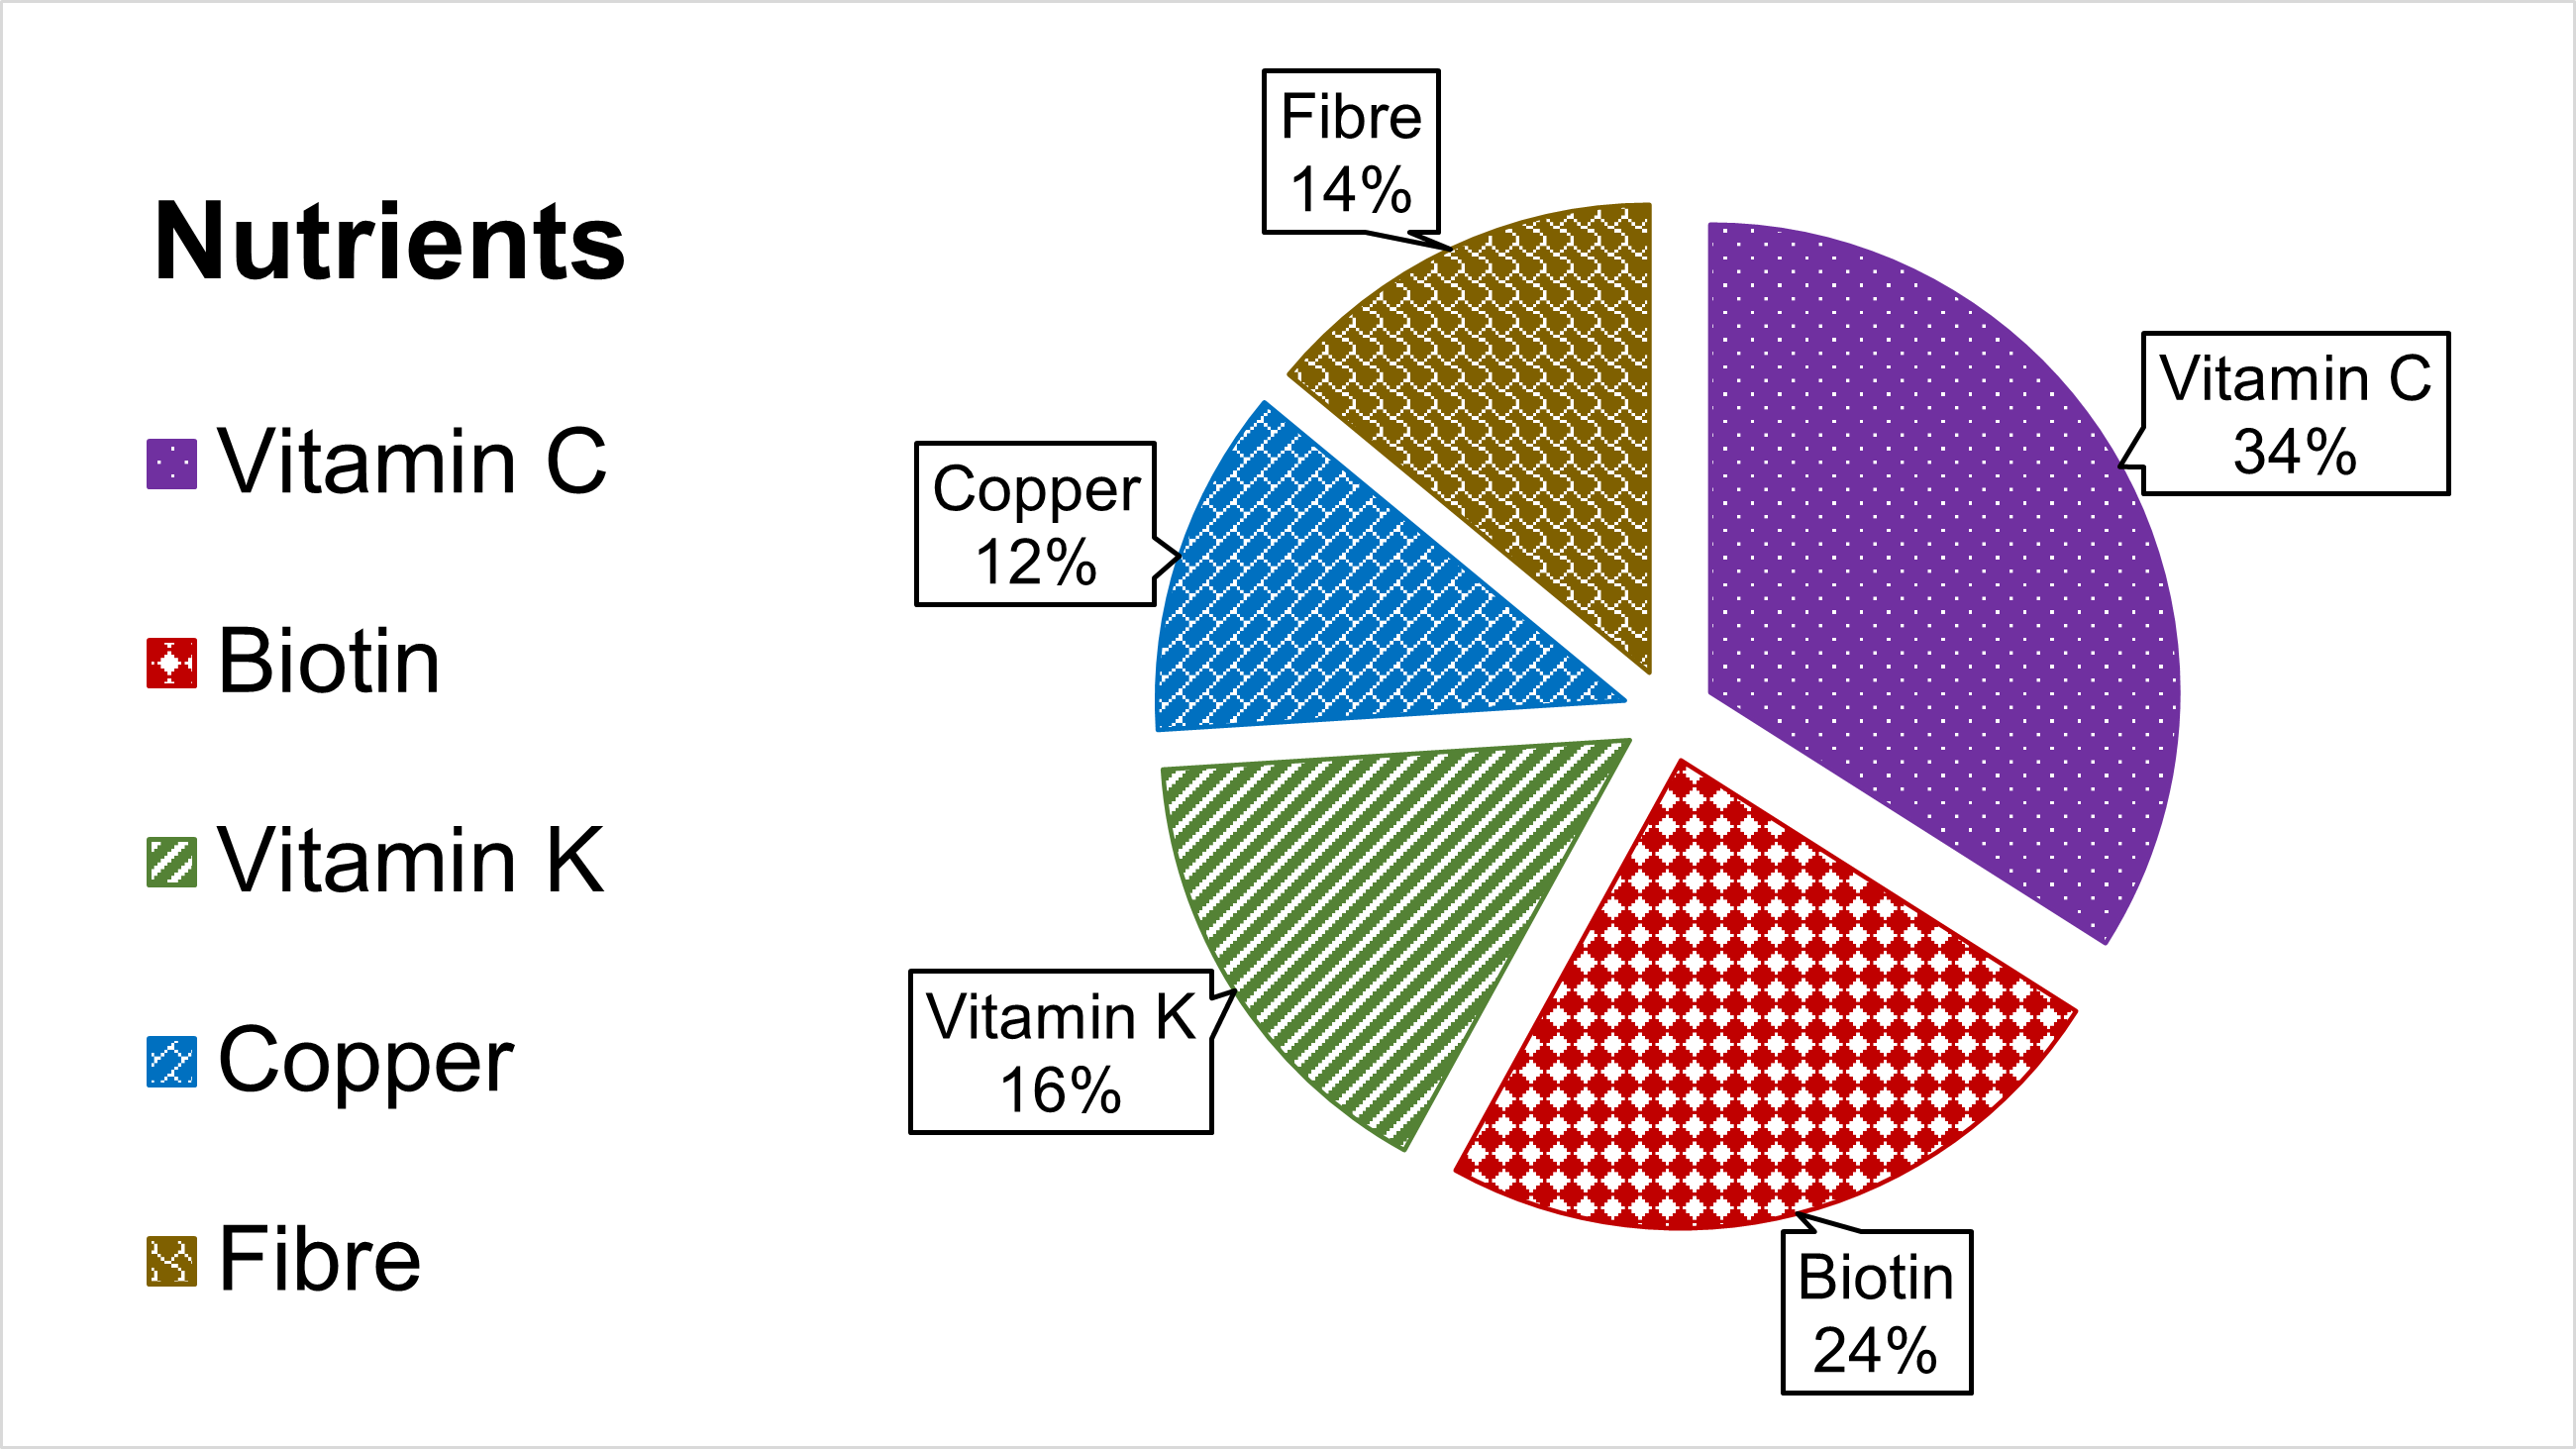 Nutrients
Vitamin C
Biotin
Vitamin K
Copper
Fibre
Fibre
14%
Vitamin C
34%
Copper
12%
Vitamin K
16%
Biotin
24%